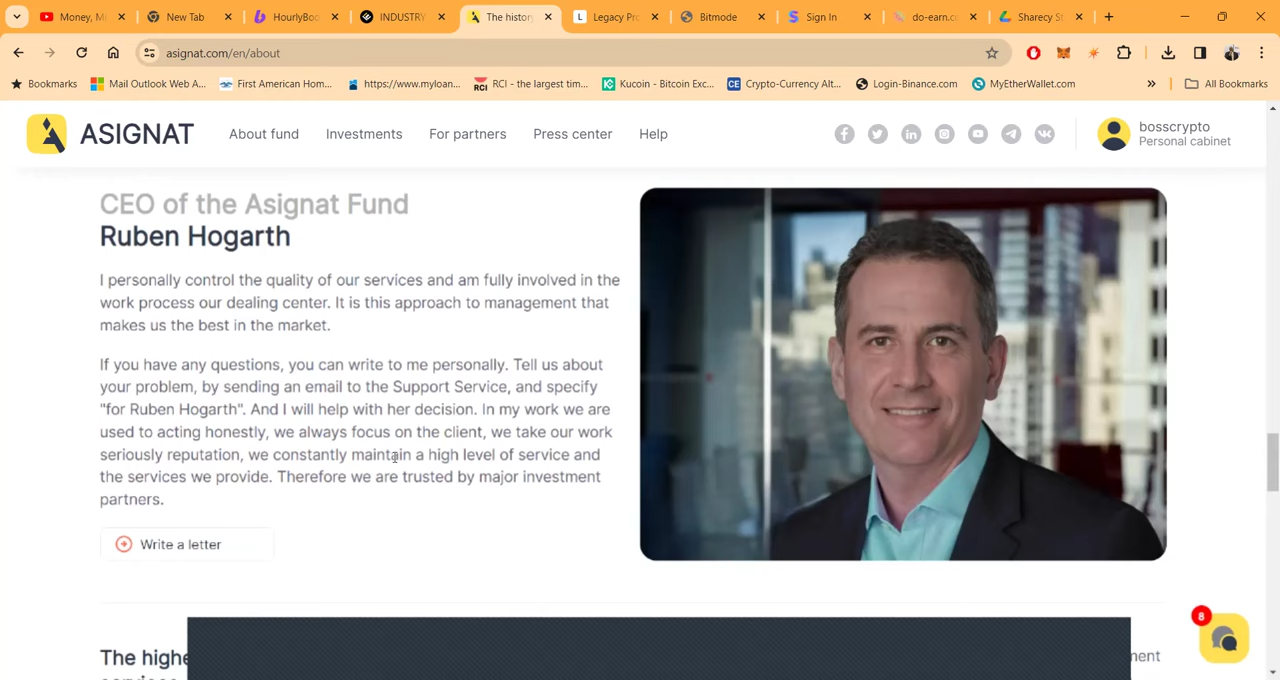 Money, M
New Tab
HourlyBoo
INDUSTRY
The histor
Legacy Pro
Bitmode
Sign In
do-earn.co
Sharecy St
asignat.com/en/about
Bookmarks
Mail Outlook Web A...
First American Hom...
https://www.myloan...
RCI - the largest tim...
Kucoin - Bitcoin Exc...
Crypto-Currency Alt...
Login-Binance.com
MyEtherWallet.com
All Bookmarks
ASIGNAT
About fund
Investments
For partners
Press center
Help
bosscrypto
Personal cabinet
CEO of the Asignat Fund
Ruben Hogarth
I personally control the quality of our services and am fully involved in the
work process our dealing center. It is this approach to management that
makes us the best in the market.
If you have any questions, you can write to me personally. Tell us about
your problem, by sending an email to the Support Service, and specify
"for Ruben Hogarth". And I will help with her decision. In my work we are
used to acting honestly, we always focus on the client, we take our work
seriously reputation, we constantly maintain a high level of service and
the services we provide. Therefore we are trusted by major investment
partners.
Write a letter
8
The highe
ment